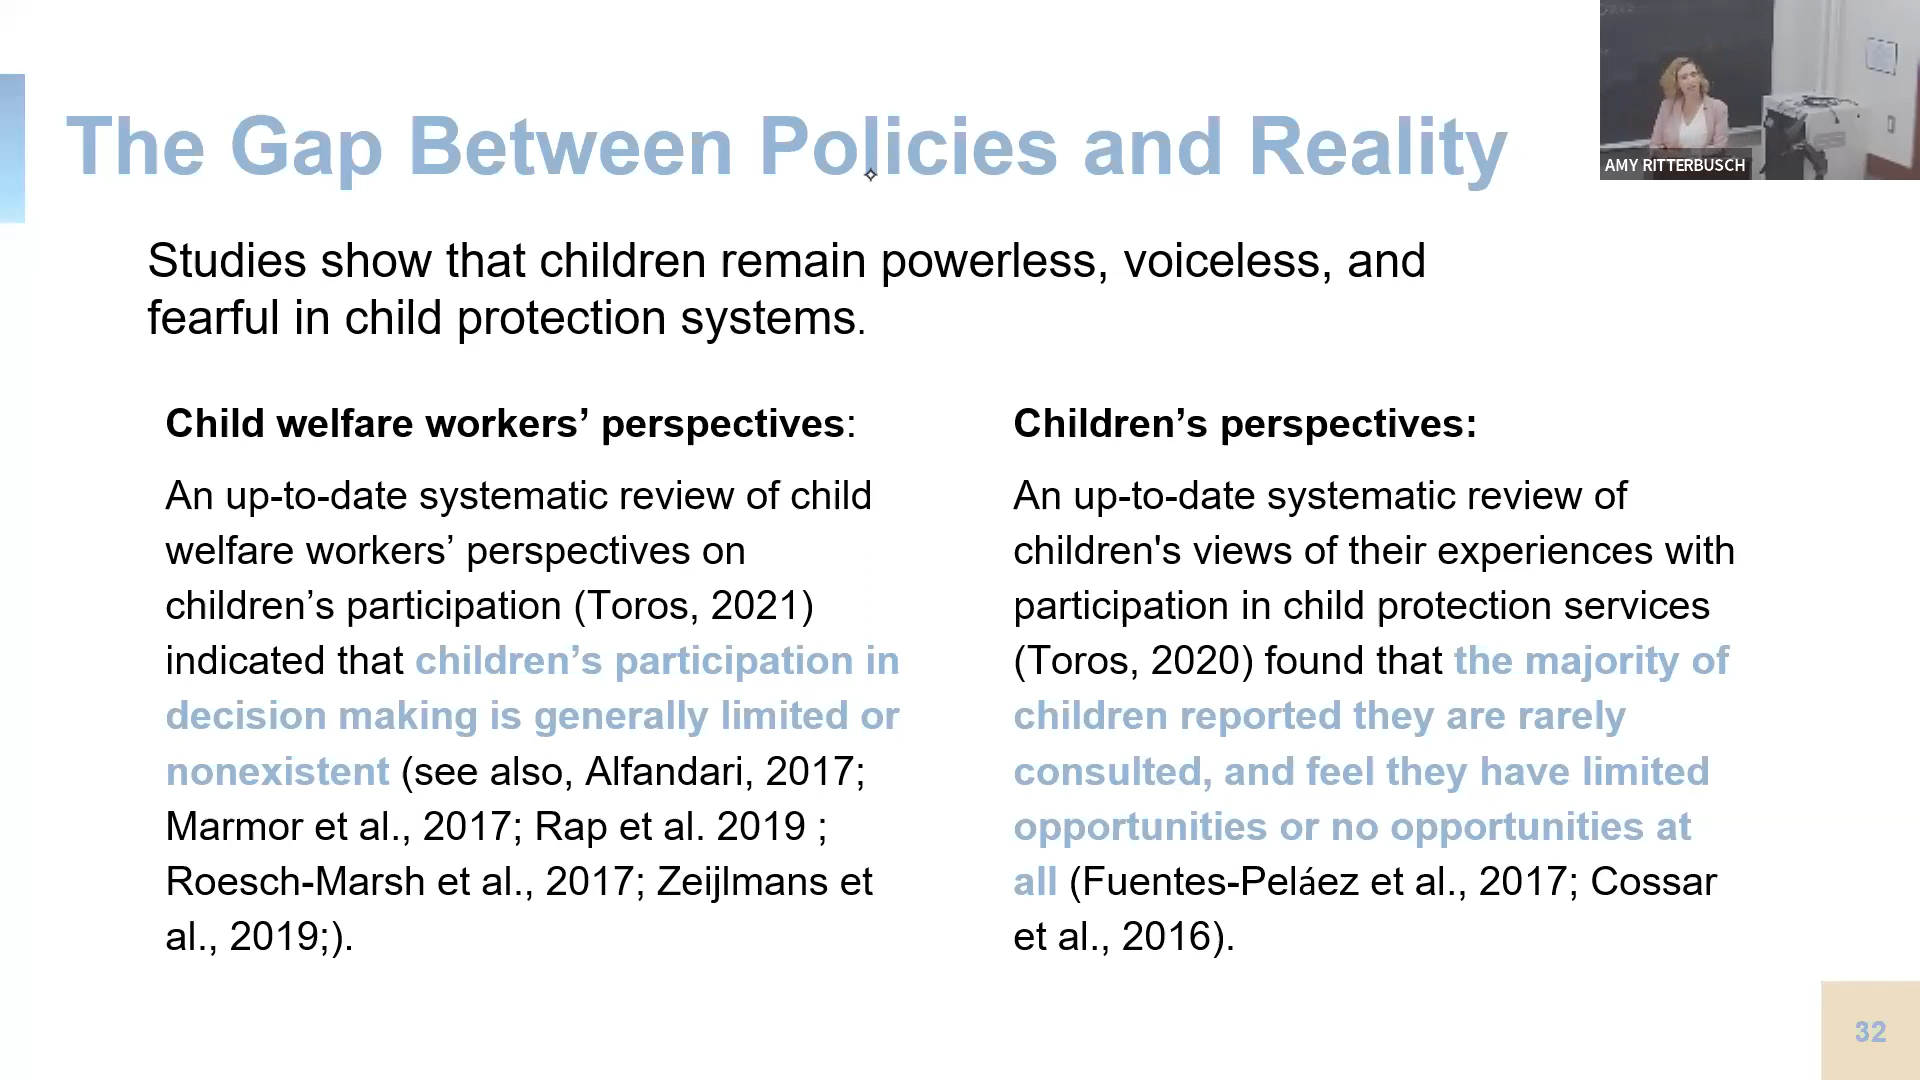 The Gap Between Policies and Reality
AMY RITTERBUSCH
Studies show that children remain powerless, voiceless, and
fearful in child protection systems.
Child welfare workers’ perspectives:
An up-to-date systematic review of child
welfare workers’ perspectives on
children’s participation (Toros, 2021)
indicated that children’s participation in
decision making is generally limited or
nonexistent (see also, Alfandari, 2017;
Marmor et al., 2017; Rap et al. 2019 ;
Roesch-Marsh et al., 2017; Zeijlmans et
al., 2019;).
Children’s perspectives:
An up-to-date systematic review of
children's views of their experiences with
participation in child protection services
(Toros, 2020) found that the majority of
children reported they are rarely
consulted, and feel they have limited
opportunities or no opportunities at
all (Fuentes-Peláez et al., 2017; Cossar
et al., 2016).
32